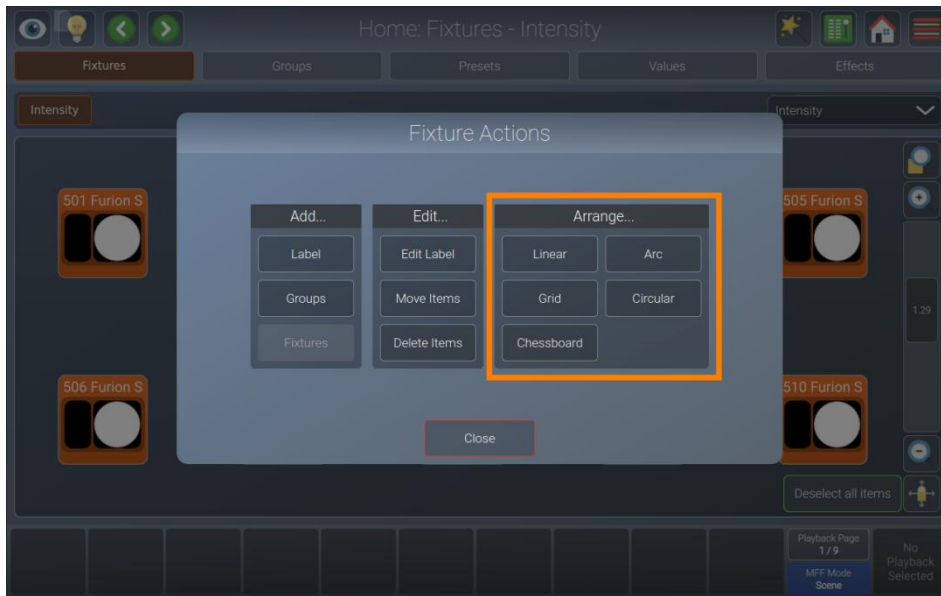 Home: Fixtures - Intensity
Fixtures
Groups
Presets
Values
Effects
Intensity
Intensity
Fixture Actions
501 Furion S
505 Furion S
Add...
Edit...
Arrange...
Label
Edit Label
Linear
Arc
Groups
Move Items
Grid
Circular
1.29
Fixtures
Delete Items
Chessboard
506 Furion S
510 Furion S
Close
Deselect all items
Playback Page
1 / 9
MFF Mode
Scene
No
Playback
Selected